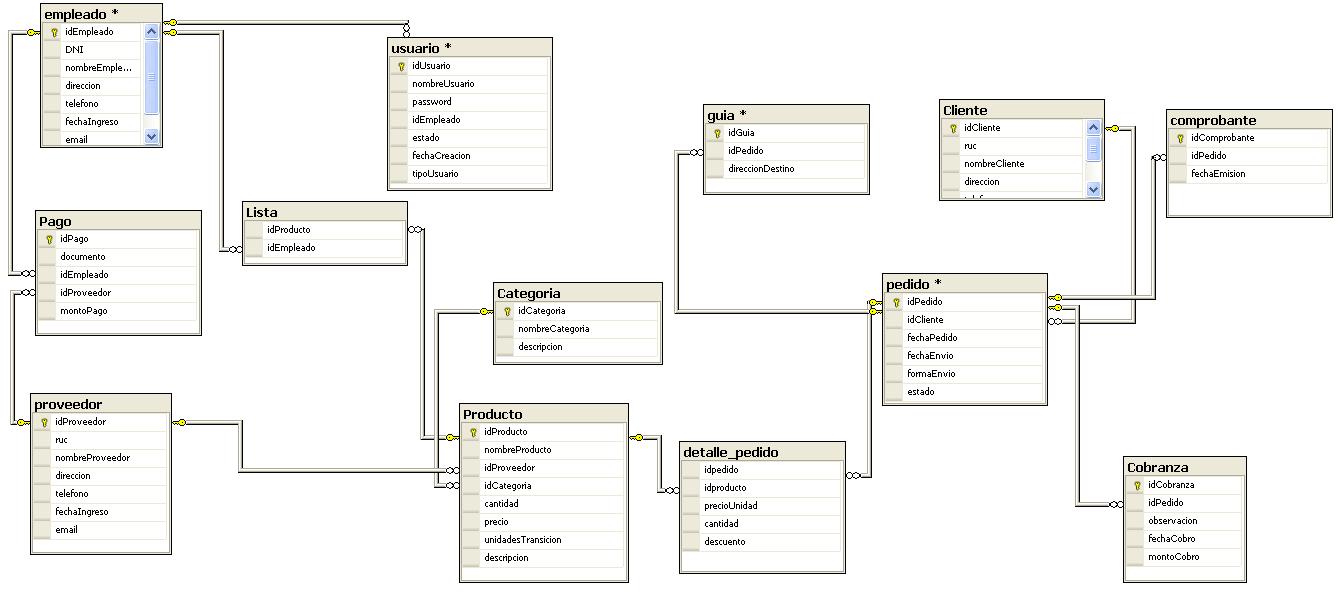 empleado *
idEmpleado
DNI
nombreEmple...
direccion
telefono
fechaIngreso
email
usuario *
idUsuario
nombreUsuario
password
idEmpleado
estado
fechaCreacion
tipoUsuario
guia *
idGuia
idPedido
direccionDestino
Cliente
idCliente
ruc
nombreCliente
direccion
comprobante
idComprobante
idPedido
fechaEmision
Pago
idPago
documento
idEmpleado
idProveedor
montoPago
Lista
idProducto
idEmpleado
Categoria
idCategoria
nombreCategoria
descripcion
pedido *
idPedido
idCliente
fechaPedido
fechaEnvio
formaEnvio
estado
proveedor
idProveedor
ruc
nombreProveedor
direccion
telefono
fechaIngreso
email
Producto
idProducto
nombreProducto
idProveedor
idCategoria
cantidad
precio
unidadesTransicion
descripcion
detalle_pedido
idpedido
idproducto
precioUnidad
cantidad
descuento
Cobranza
idCobranza
idPedido
observacion
fechaCobro
montoCobro